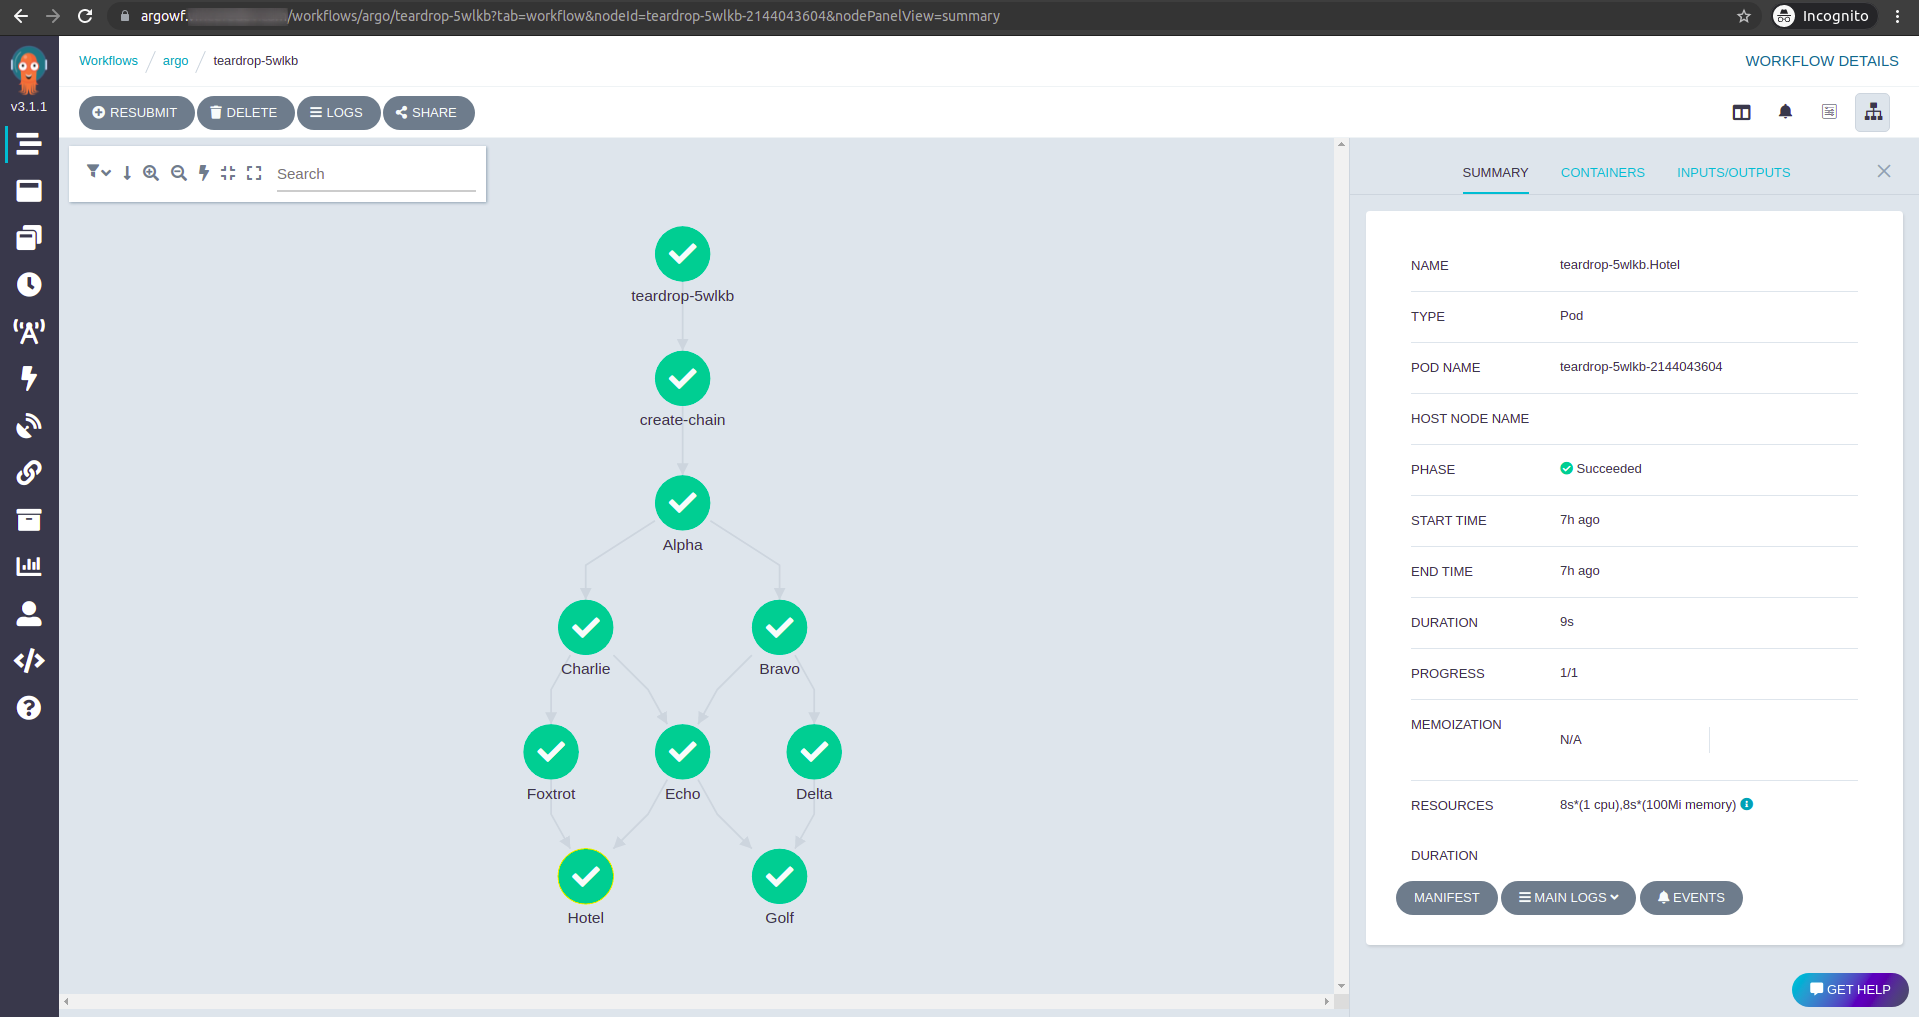 argowf. /workflows/argo/teardrop-5wlkb?tab=workflow&nodeId=teardrop-5wlkb-2144043604&nodePanelView=summary
Incognito
v3.1.1
Workflows
argo
teardrop-5wlkb
WORKFLOW DETAILS
RESUBMIT
DELETE
LOGS
SHARE
Search
teardrop-5wlkb
create-chain
Alpha
Charlie
Bravo
Foxtrot
Echo
Delta
Hotel
Golf
SUMMARY
CONTAINERS
INPUTS/OUTPUTS
NAME teardrop-5wlkb.Hotel
TYPE Pod
POD NAME teardrop-5wlkb-2144043604
HOST NODE NAME
PHASE Succeeded
START TIME 7h ago
END TIME 7h ago
DURATION 9s
PROGRESS 1/1
MEMOIZATION
N/A
RESOURCES 8s*(1 cpu),8s*(100Mi memory)
DURATION
MANIFEST
MAIN LOGS
EVENTS
GET HELP